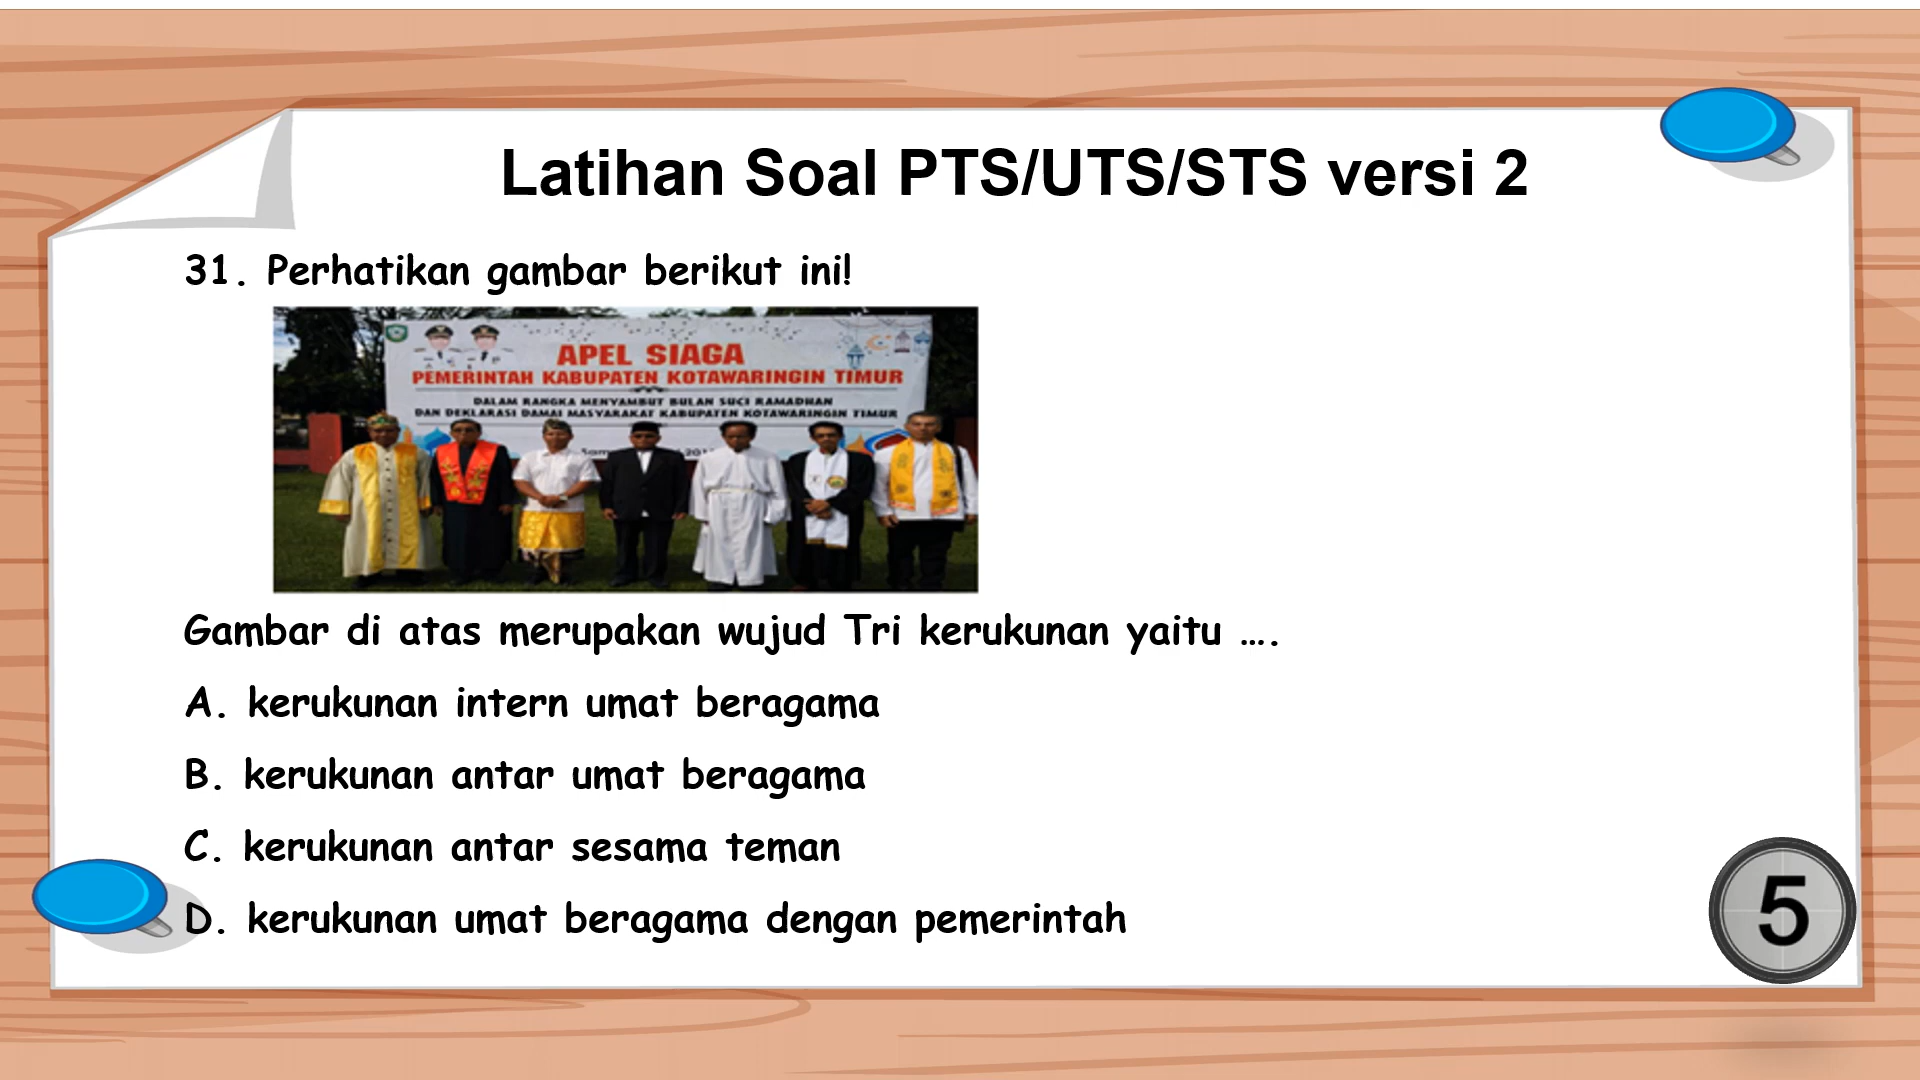 Latihan Soal PTS/UTS/STS versi 2
31. Perhatikan gambar berikut ini!
APEL SIAGA
PEMERINTAH KABUPATEN KOTAWARINGIN TIMUR
DALAM RANGKA MENYAMBUT BULAN SUCI RAMADHAN
DAN DEKLARASI DAMAI MASYARAKAT KABUPATEN KOTAWARINGIN TIMUR
Gambar di atas merupakan wujud Tri kerukunan yaitu ....
A. kerukunan intern umat beragama
B. kerukunan antar umat beragama
C. kerukunan antar sesama teman
D. kerukunan umat beragama dengan pemerintah
5